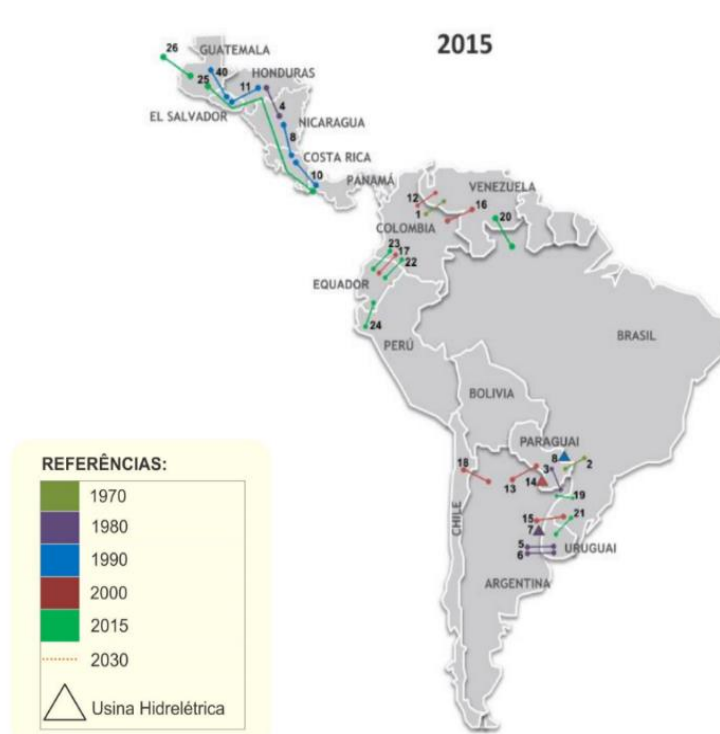 2015
26
GUATEMALA
40
HONDURAS
25
11
EL SALVADOR
4
NICARAGUA
8
COSTA RICA
10
PANAMÁ
VENEZUELA
12
16
1
20
COLOMBIA
23
17
22
EQUADOR
24
PERÚ
BRASIL
BOLIVIA
PARAGUAI
8
2
3
18
13
14
19
CHILE
15
21
7
5
URUGUAI
6
ARGENTINA
REFERÊNCIAS:
1970
1980
1990
2000
2015
2030
Usina Hidrelétrica